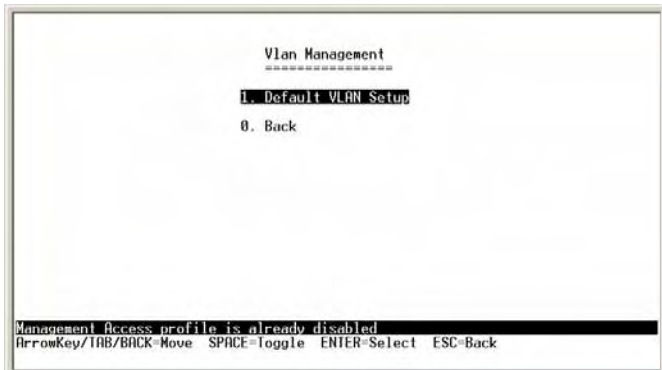 Vlan Management
================
1. Default VLAN Setup
0. Back
Management Access profile is already disabled
ArrowKey/TAB/BACK=Move SPACE=Toggle ENTER=Select ESC=Back